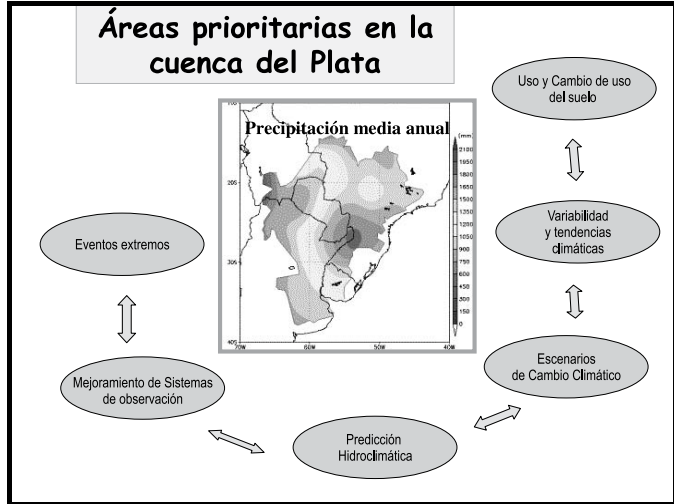 Áreas prioritarias en la
cuenca del Plata
Uso y Cambio de uso
del suelo
Precipitación media anual
(mm)
2100
1950
1800
1650
1500
1350
1200
1050
900
750
600
450
300
150
0
20S
30S
40S
70W
60W
50W
40W
Eventos extremos
Variabilidad
y tendencias
climáticas
Mejoramiento de Sistemas
de observación
Escenarios
de Cambio Climático
Predicción
Hidroclimática